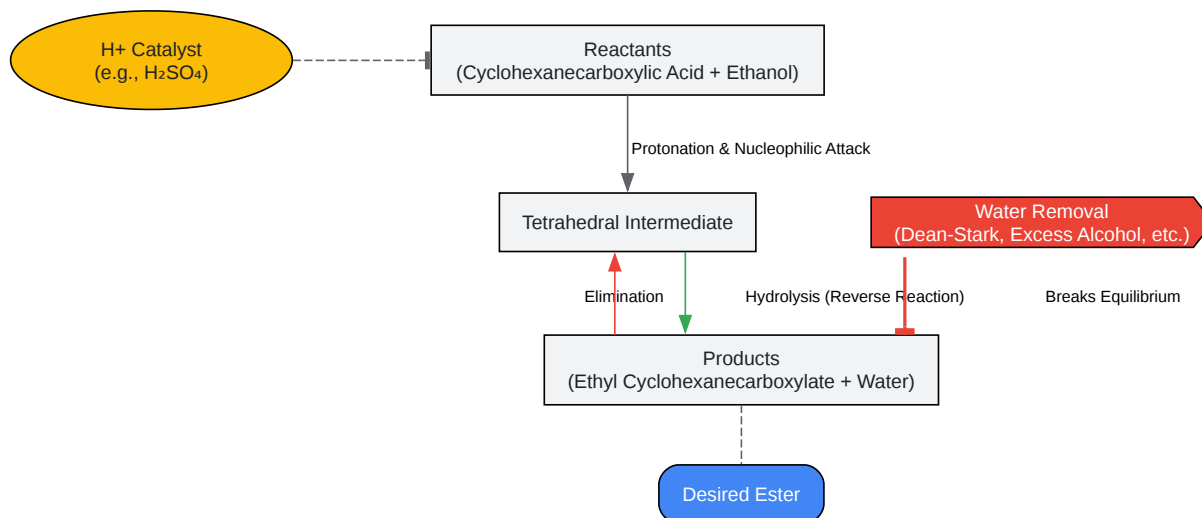 H+ Catalyst
(e.g., H₂SO₄)
Reactants
(Cyclohexanecarboxylic Acid + Ethanol)
Protonation & Nucleophilic Attack
Tetrahedral Intermediate
Water Removal
(Dean-Stark, Excess Alcohol, etc.)
Elimination
Hydrolysis (Reverse Reaction)
Breaks Equilibrium
Products
(Ethyl Cyclohexanecarboxylate + Water)
Desired Ester